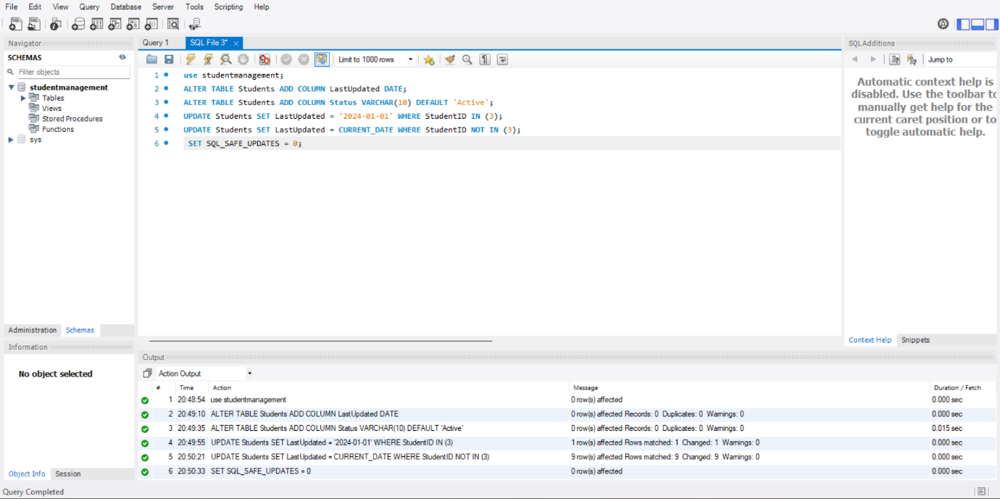 File Edit View Query Database Server Tools Scripting Help
Navigator
SCHEMAS
Filter objects
studentmanagement
Tables
Views
Stored Procedures
Functions
sys
Administration Schemas
Information
No object selected
Object Info Session
Query Completed
Query 1 SQL File 3* ×
Limit to 1000 rows
1 use studentmanagement;
2 ALTER TABLE Students ADD COLUMN LastUpdated DATE;
3 ALTER TABLE Students ADD COLUMN Status VARCHAR(10) DEFAULT 'Active';
4 UPDATE Students SET LastUpdated = '2024-01-01' WHERE StudentID IN (3);
5 UPDATE Students SET LastUpdated = CURRENT_DATE WHERE StudentID NOT IN (3);
6 SET SQL_SAFE_UPDATES = 0;
SQLAdditions
Jump to
Automatic context help is
disabled. Use the toolbar to
manually get help for the
current caret position or to
toggle automatic help.
Context Help Snippets
Output
Action Output
# Time Action Message Duration / Fetch
1 20:48:54 use studentmanagement 0 row(s) affected 0.000 sec
2 20:49:10 ALTER TABLE Students ADD COLUMN LastUpdated DATE 0 row(s) affected Records: 0 Duplicates: 0 Warnings: 0 0.000 sec
3 20:49:35 ALTER TABLE Students ADD COLUMN Status VARCHAR(10) DEFAULT 'Active' 0 row(s) affected Records: 0 Duplicates: 0 Warnings: 0 0.015 sec
4 20:49:55 UPDATE Students SET LastUpdated = '2024-01-01' WHERE StudentID IN (3) 1 row(s) affected Rows matched: 1 Changed: 1 Warnings: 0 0.000 sec
5 20:50:21 UPDATE Students SET LastUpdated = CURRENT_DATE WHERE StudentID NOT IN (3) 9 row(s) affected Rows matched: 9 Changed: 9 Warnings: 0 0.000 sec
6 20:50:33 SET SQL_SAFE_UPDATES = 0 0 row(s) affected 0.000 sec